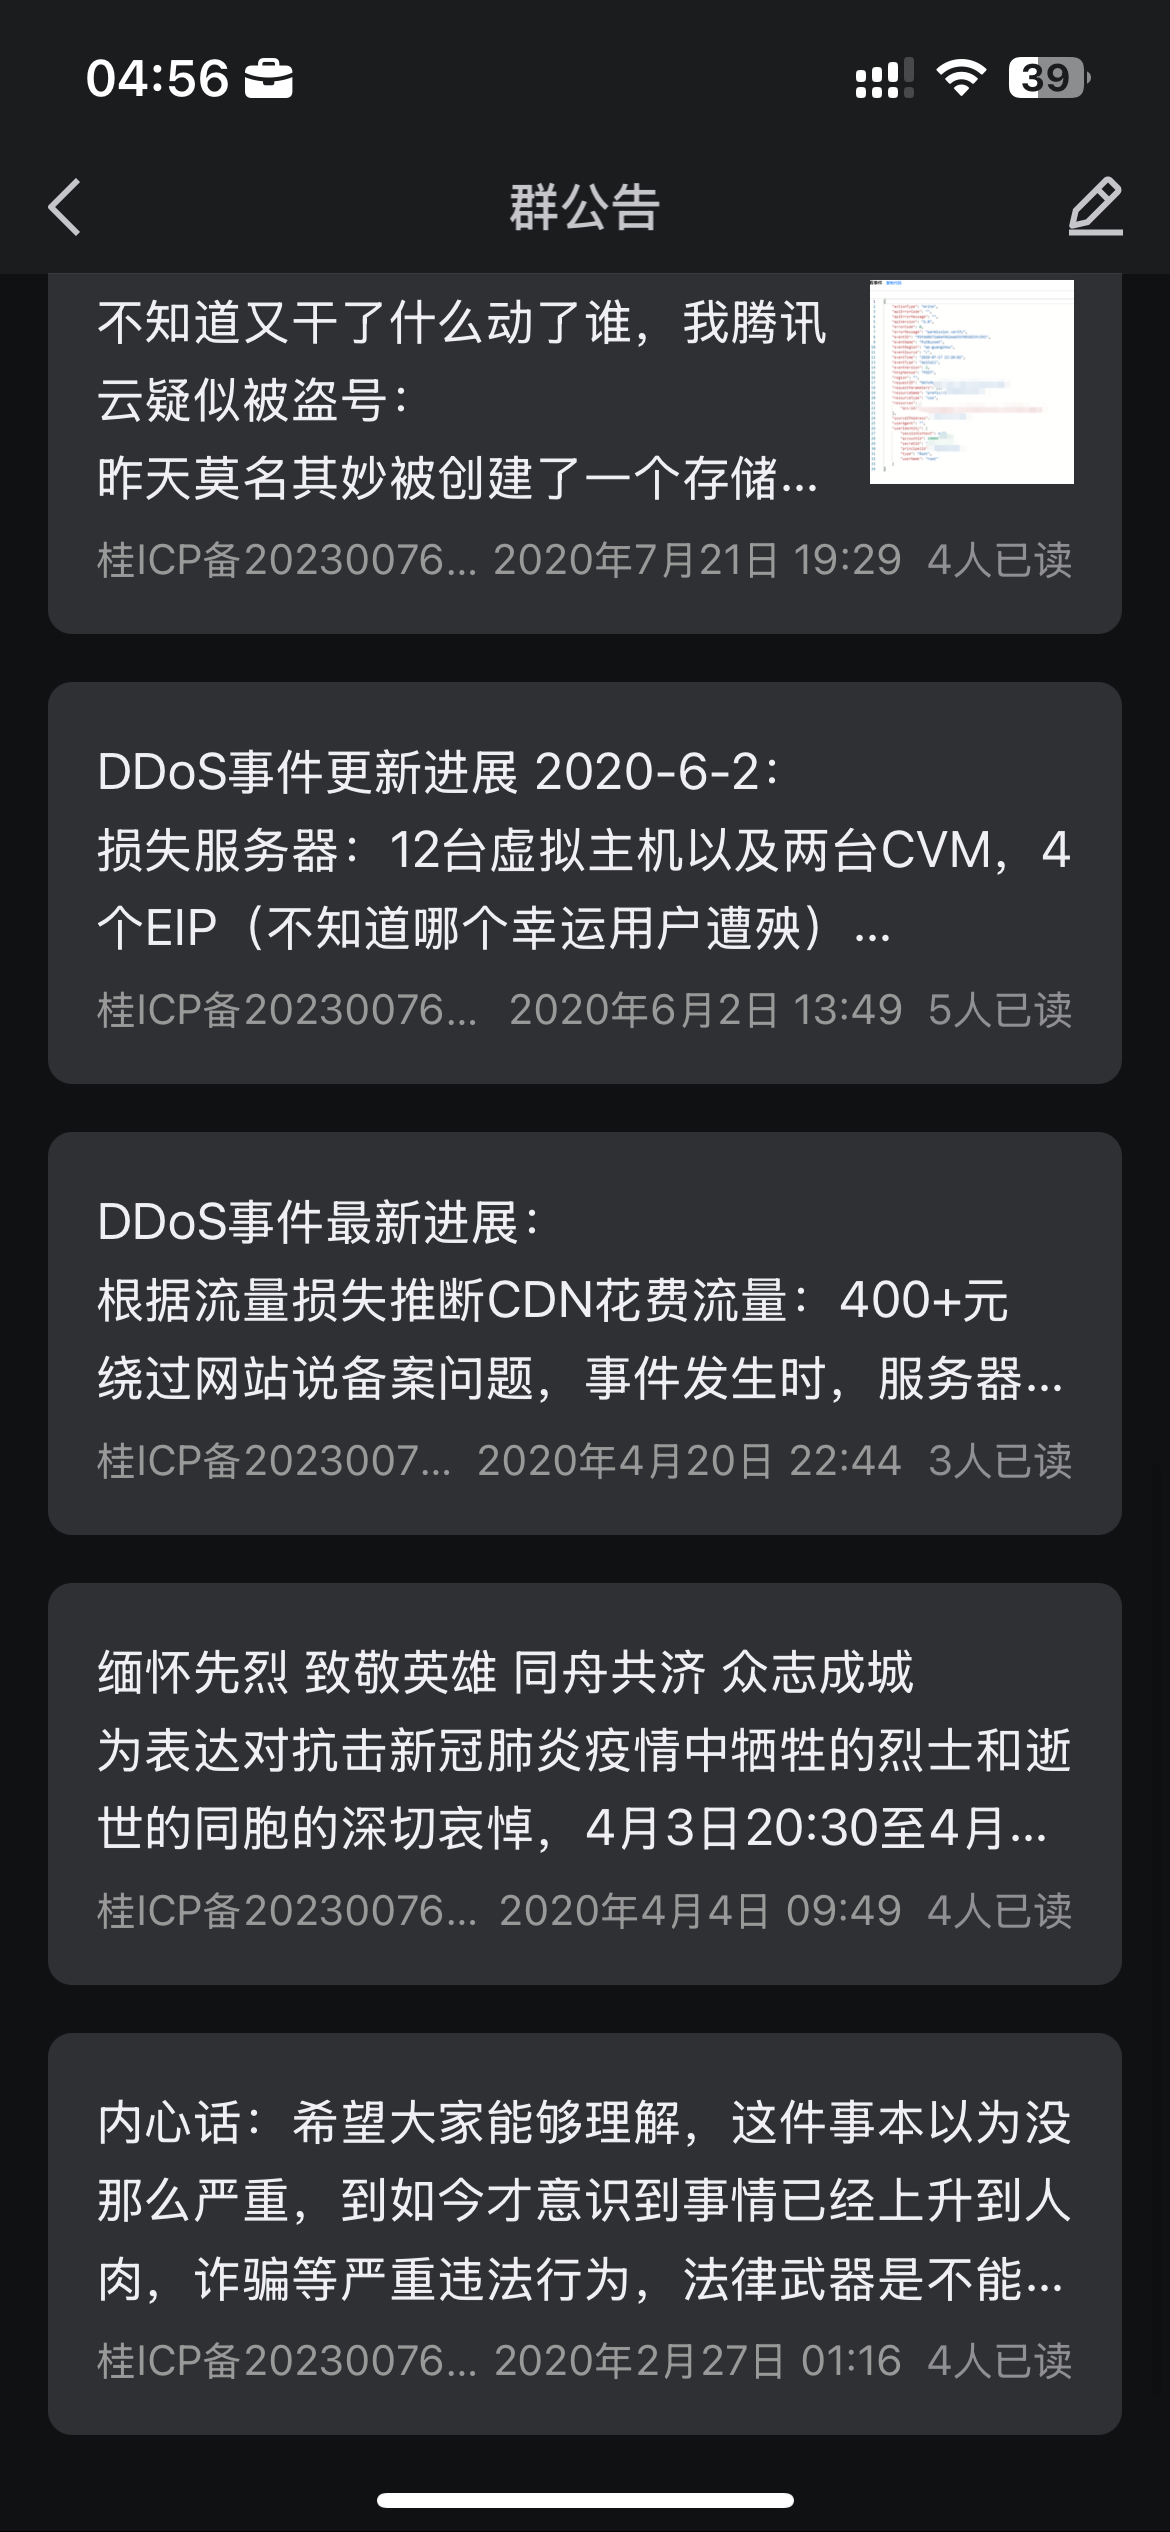 04:56
39
群公告
不知道又干了什么动了谁，我腾讯
云疑似被盗号：
昨天莫名其妙被创建了一个存储...
桂ICP备20230076... 2020年7月21日 19:29 4人已读
DDoS事件更新进展 2020-6-2：
损失服务器：12台虚拟主机以及两台CVM，4
个EIP（不知道哪个幸运用户遭殃）...
桂ICP备20230076... 2020年6月2日 13:49 5人已读
DDoS事件最新进展：
根据流量损失推断CDN花费流量：400+元
绕过网站说备案问题，事件发生时，服务器...
桂ICP备2023007... 2020年4月20日 22:44 3人已读
缅怀先烈 致敬英雄 同舟共济 众志成城
为表达对抗击新冠肺炎疫情中牺牲的烈士和逝
世的同胞的深切哀悼，4月3日20:30至4月...
桂ICP备20230076... 2020年4月4日 09:49 4人已读
内心话：希望大家能够理解，这件事本以为没
那么严重，到如今才意识到事情已经上升到人
肉，诈骗等严重违法行为，法律武器是不能...
桂ICP备20230076... 2020年2月27日 01:16 4人已读